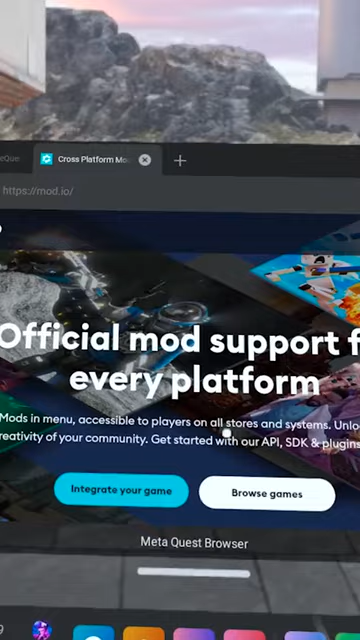 Cross Platform Mo
https://mod.io/
Official mod support f
every platform
Mods in menu, accessible to players on all stores and systems. Unlo
reativity of your community. Get started with our API, SDK & plugins
Integrate your game
Browse games
Meta Quest Browser